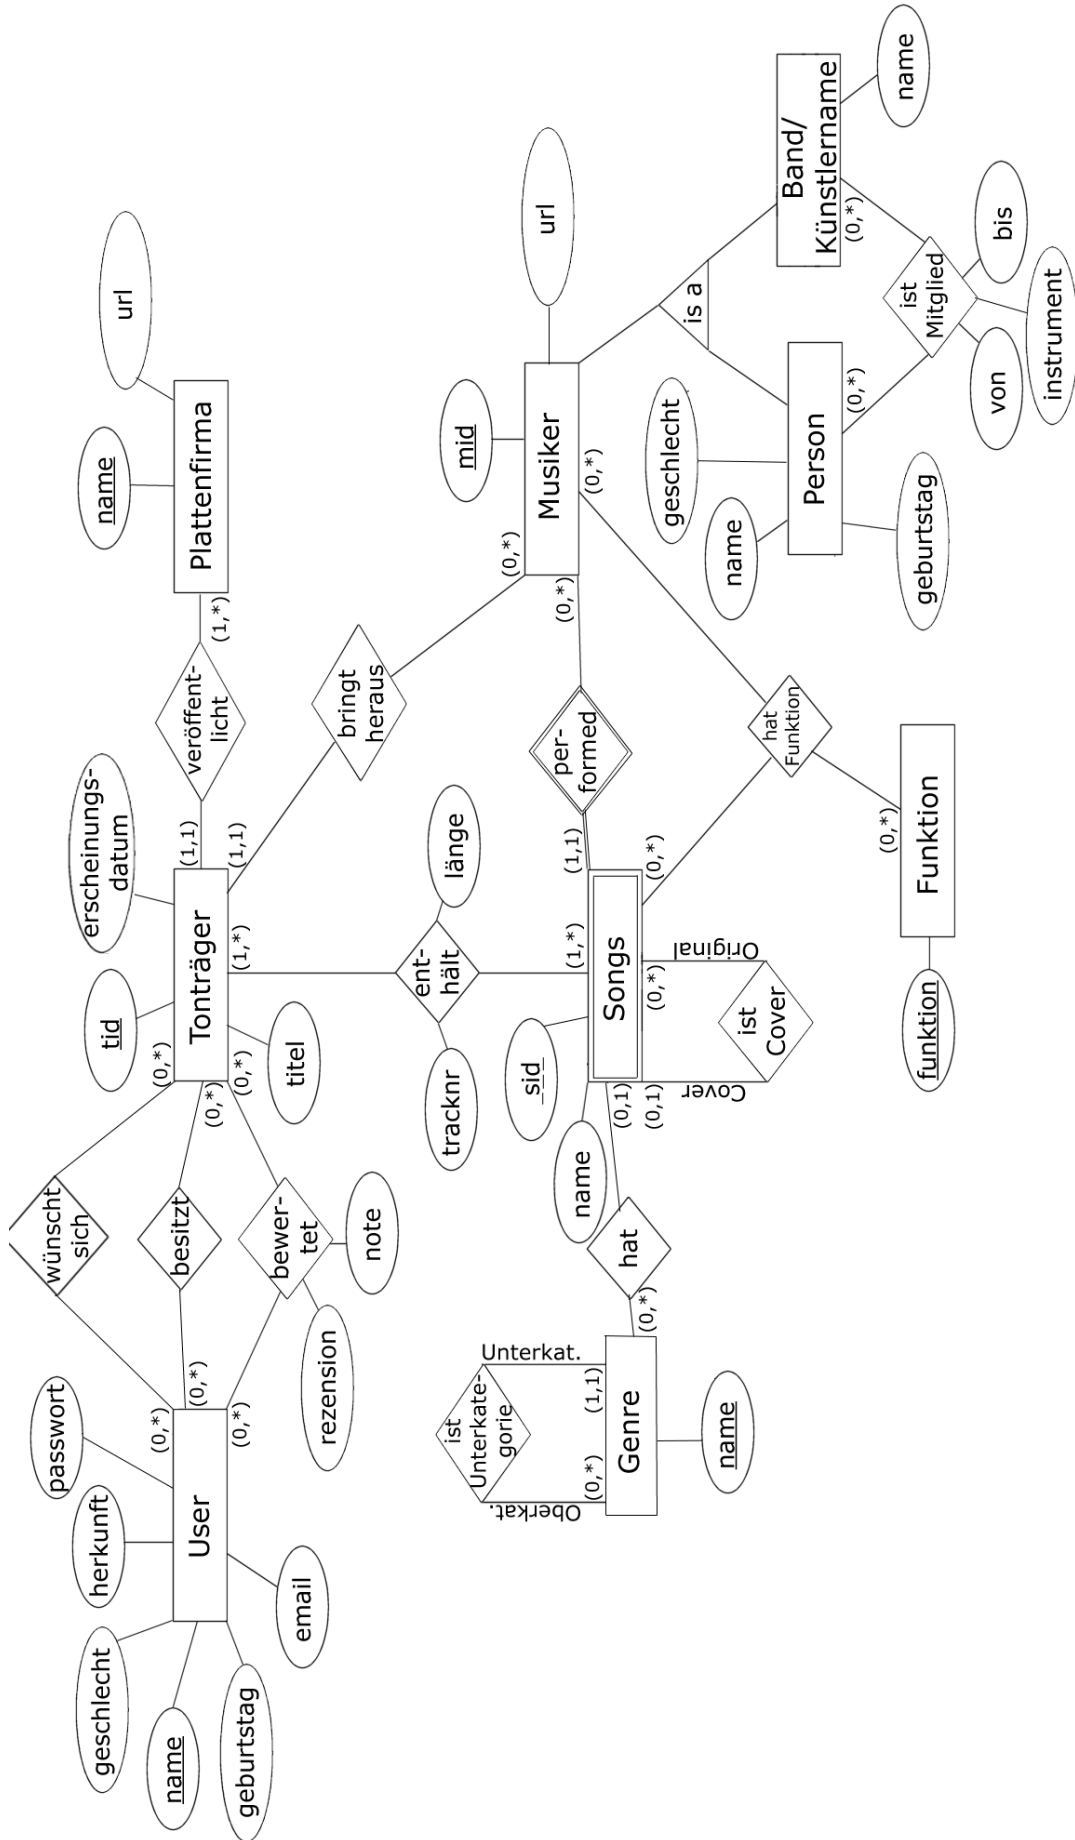 geschlecht
herkunft
passwort
name
User
geburtstag
email
(0,*)
(0,*)
(0,*)
wünscht
sich
besitzt
bewer-
tet
rezension
note
(0,*)
(0,*)
(0,*)
tid
erscheinungs-
datum
Tonträger
titel
(1,1)
(1,1)
(1,*)
veröffent-
licht
(1,*)
name
url
Plattenfirma
bringt
heraus
(0,*)
tracknr
ent-
hält
länge
(1,*)
mid
url
Musiker
(0,*)
(0,*)
per-
formed
(1,1)
ist
Unterkate-
gorie
Oberkat.
Unterkat.
(0,*)
(1,1)
Genre
name
(0,*)
hat
(0,1)
name
sid
Songs
(0,1)
(0,*)
(0,*)
Cover
Original
ist
Cover
hat
Funktion
(0,*)
Funktion
funktion
is a
name
geschlecht
Person
geburtstag
(0,*)
Band/
Künstlername
(0,*)
name
ist
Mitglied
von
bis
instrument